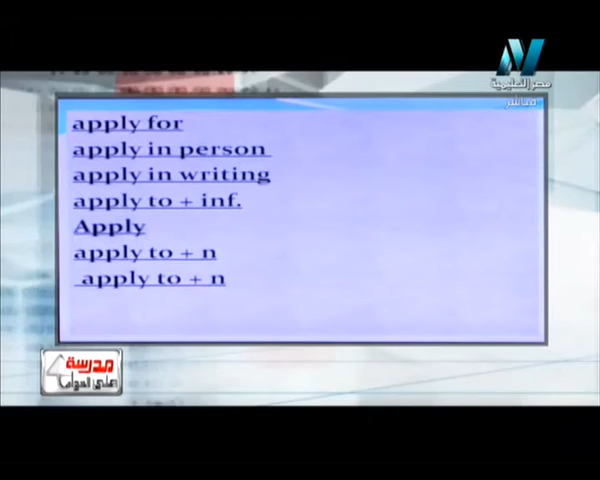 مصر التعليمية
مباشر
apply for
apply in person
apply in writing
apply to + inf.
Apply
apply to + n
apply to + n
مدرسة
على الهواء